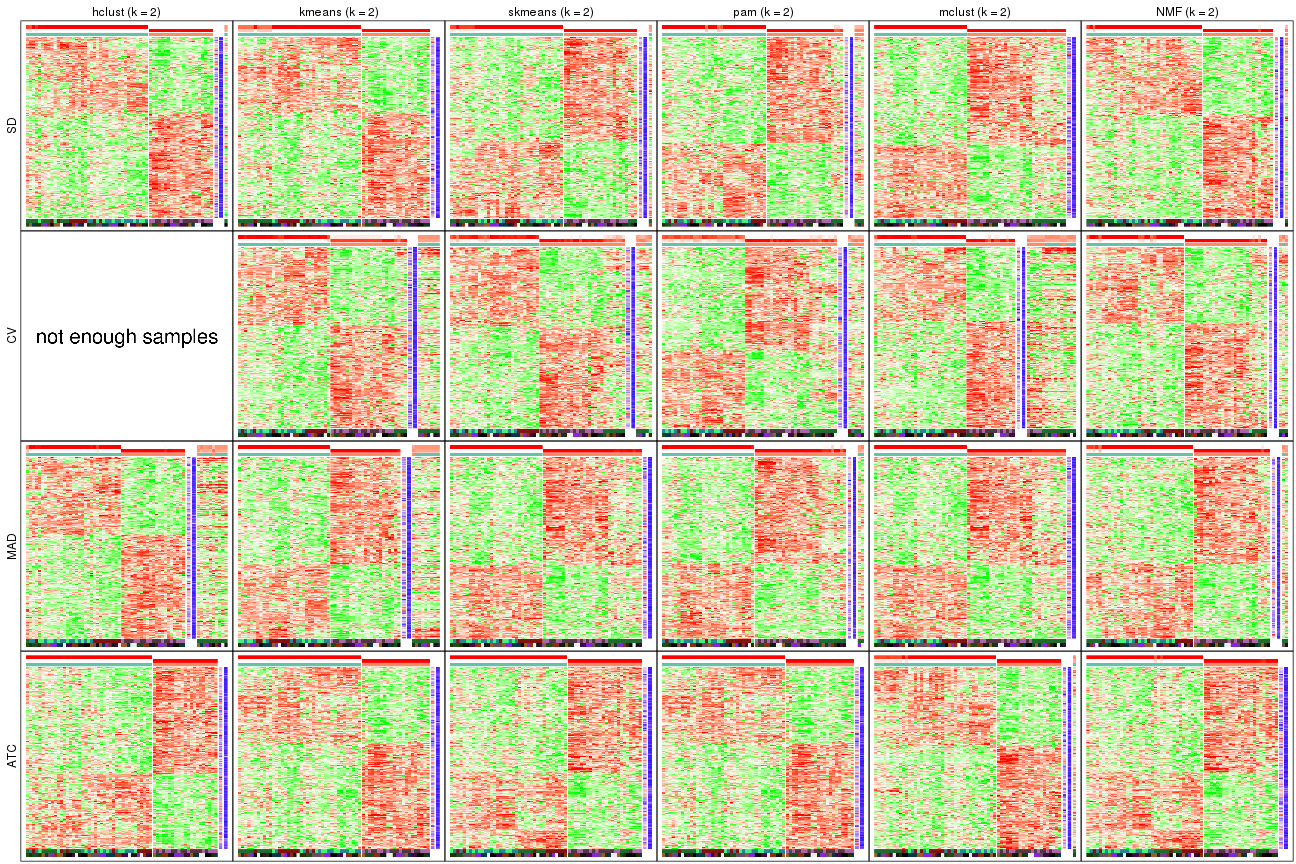 hclust (k = 2)
kmeans (k = 2)
skmeans (k = 2)
pam (k = 2)
mclust (k = 2)
NMF (k = 2)
SD
CV
not enough samples
MAD
ATC